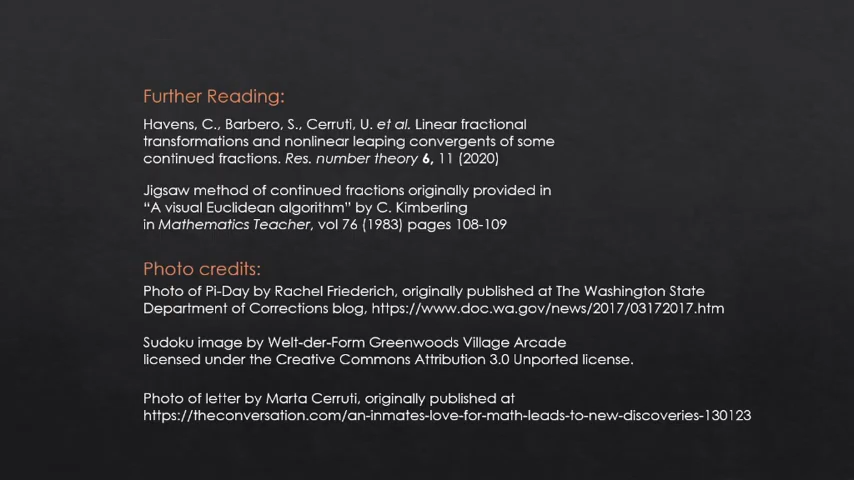 Further Reading:
Havens, C., Barbero, S., Cerruti, U. et al. Linear fractional
transformations and nonlinear leaping convergents of some
continued fractions. Res. number theory 6, 11 (2020)
Jigsaw method of continued fractions originally provided in
“A visual Euclidean algorithm” by C. Kimberling
in Mathematics Teacher, vol 76 (1983) pages 108-109
Photo credits:
Photo of Pi-Day by Rachel Friederich, originally published at The Washington State
Department of Corrections blog, https://www.doc.wa.gov/news/2017/03172017.htm
Sudoku image by Welt-der-Form Greenwoods Village Arcade
licensed under the Creative Commons Attribution 3.0 Unported license.
Photo of letter by Marta Cerruti, originally published at
https://theconversation.com/an-inmates-love-for-math-leads-to-new-discoveries-130123